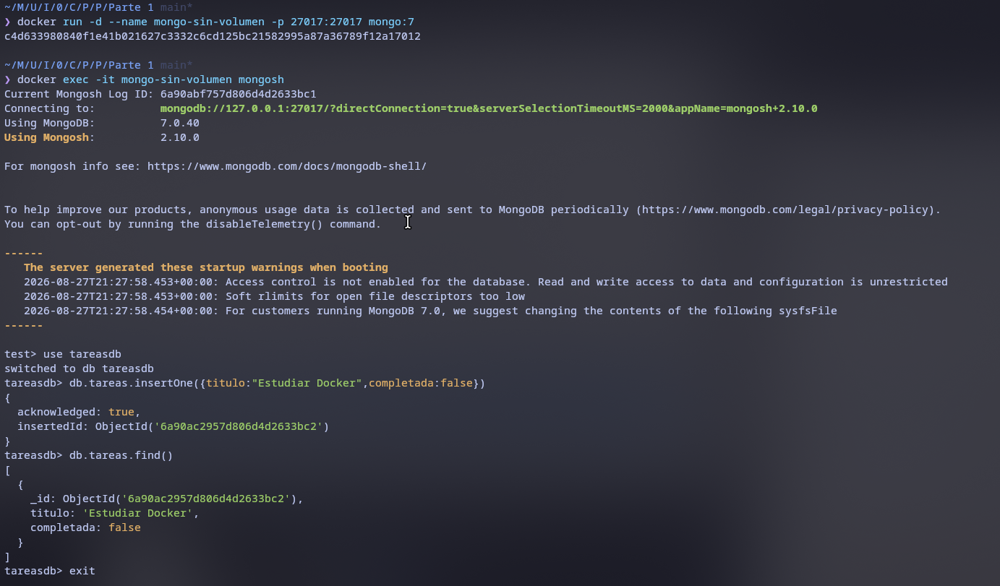 ~/M/U/I/0/C/P/P/Parte 1 main*
❯ docker run -d --name mongo-sin-volumen -p 27017:27017 mongo:7
c4d633980840f1e41b021627c3332c6cd125bc21582995a87a36789f12a17012
~/M/U/I/0/C/P/P/Parte 1 main*
❯ docker exec -it mongo-sin-volumen mongosh
Current Mongosh Log ID: 6a90abf757d806d4d2633bc1
Connecting to: mongodb://127.0.0.1:27017/?directConnection=true&serverSelectionTimeoutMS=2000&appName=mongosh+2.10.0
Using MongoDB: 7.0.40
Using Mongosh: 2.10.0
For mongosh info see: https://www.mongodb.com/docs/mongodb-shell/
To help improve our products, anonymous usage data is collected and sent to MongoDB periodically (https://www.mongodb.com/legal/privacy-policy).
You can opt-out by running the disableTelemetry() command.
------
The server generated these startup warnings when booting
2026-08-27T21:27:58.453+00:00: Access control is not enabled for the database. Read and write access to data and configuration is unrestricted
2026-08-27T21:27:58.453+00:00: Soft rlimits for open file descriptors too low
2026-08-27T21:27:58.454+00:00: For customers running MongoDB 7.0, we suggest changing the contents of the following sysfsFile
------
test> use tareasdb
switched to db tareasdb
tareasdb> db.tareas.insertOne({titulo:"Estudiar Docker",completada:false})
{
  acknowledged: true,
  insertedId: ObjectId('6a90ac2957d806d4d2633bc2')
}
tareasdb> db.tareas.find()
[
  {
    _id: ObjectId('6a90ac2957d806d4d2633bc2'),
    titulo: 'Estudiar Docker',
    completada: false
  }
]
tareasdb> exit